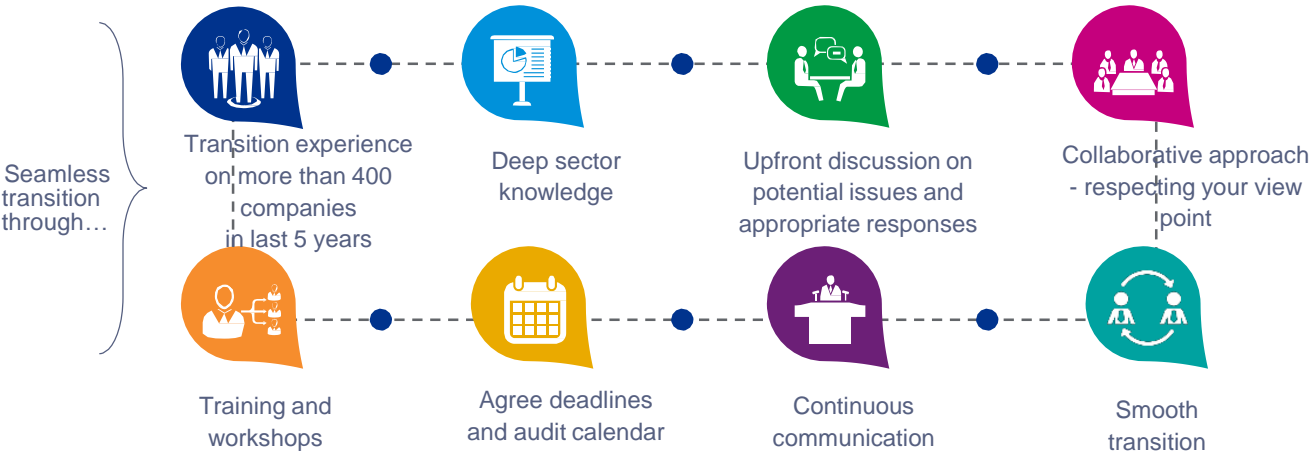 Seamless
transition
through…
Transition experience
on more than 400
companies
in last 5 years
Deep sector
knowledge
Upfront discussion on
potential issues and
appropriate responses
Collaborative approach
- respecting your view
point
Training and
workshops
Agree deadlines
and audit calendar
Continuous
communication
Smooth
transition